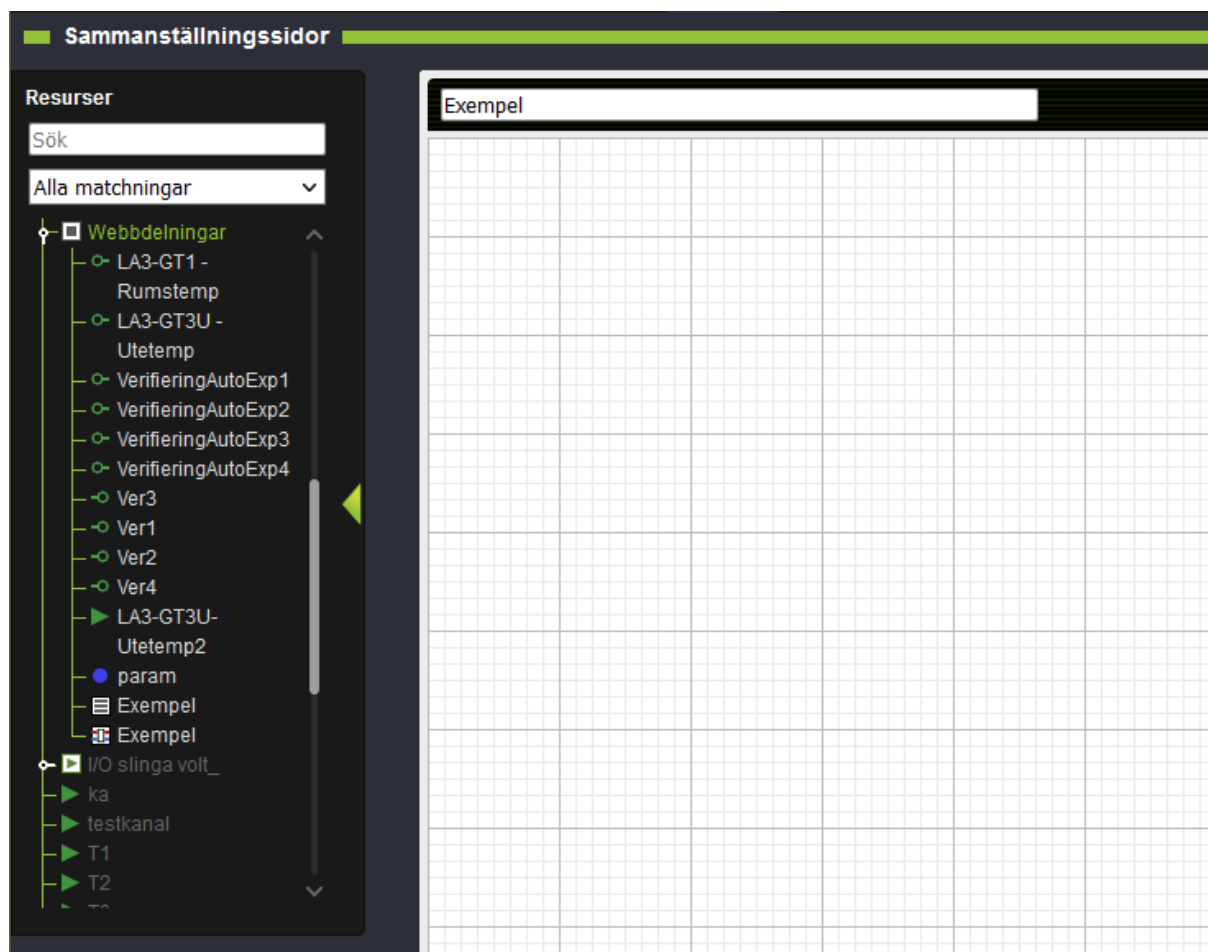 Sammanställningssidor
Resurser
Sök
Alla matchningar
Exempel
Webbdelningar
LA3-GT1 -
Rumstemp
LA3-GT3U -
Utetemp
VerifieringAutoExp1
VerifieringAutoExp2
VerifieringAutoExp3
VerifieringAutoExp4
Ver3
Ver1
Ver2
Ver4
LA3-GT3U-
Utetemp2
param
Exempel
Exempel
I/O slinga volt_
ka
testkanal
T1
T2